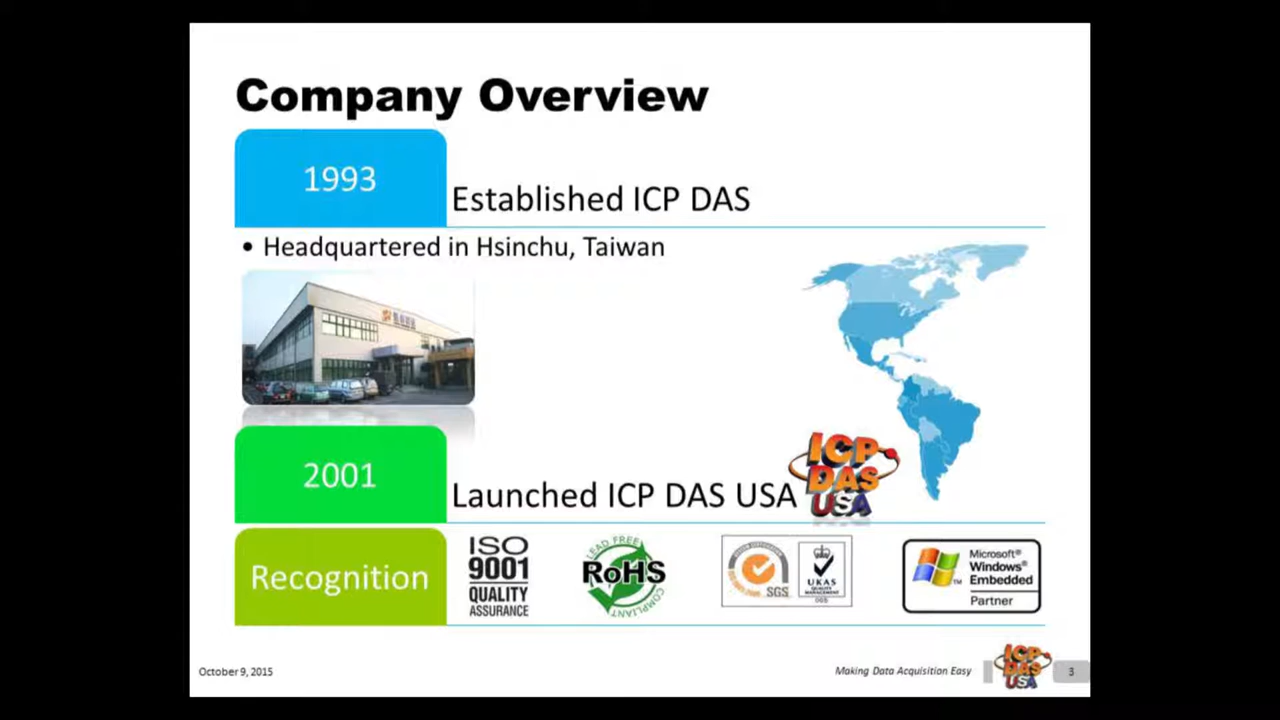 Company Overview
1993
Established ICP DAS
• Headquartered in Hsinchu, Taiwan
2001
Launched ICP DAS USA
ICP
DAS
USA
Recognition
ISO
9001
QUALITY
ASSURANCE
LEAD FREE
RoHS
COMPLIANT
SGS
UKAS
QUALITY
MANAGEMENT
Microsoft®
Windows®
Embedded
Partner
October 9, 2015
Making Data Acquisition Easy
ICP
DAS
USA
3